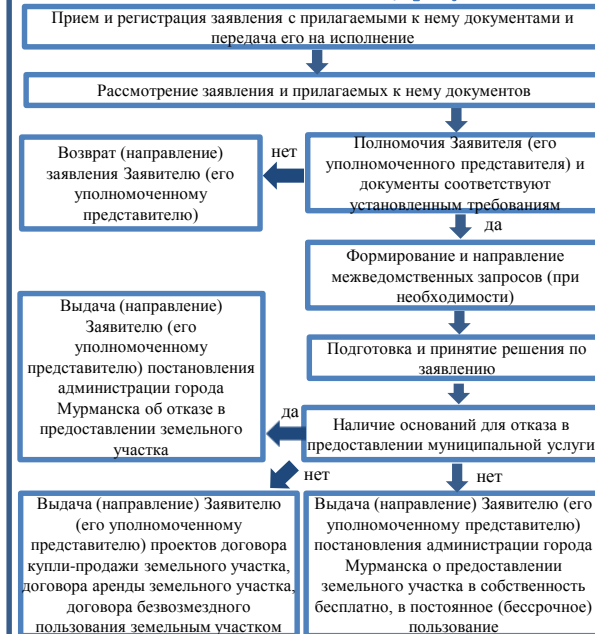 Прием и регистрация заявления с прилагаемыми к нему документами и
передача его на исполнение
Рассмотрение заявления и прилагаемых к нему документов
Возврат (направление)
заявления Заявителю (его
уполномоченному
представителю)
нет
Полномочия Заявителя (его
уполномоченного представителя) и
документы соответствуют
установленным требованиям
да
Формирование и направление
межведомственных запросов (при
необходимости)
Подготовка и принятие решения по
заявлению
Выдача (направление)
Заявителю (его
уполномоченному
представителю) постановления
администрации города
Мурманска об отказе в
предоставлении земельного
участка
да
Наличие оснований для отказа в
предоставлении муниципальной услуги
нет
нет
Выдача (направление) Заявителю
(его уполномоченному
представителю) проектов договора
купли-продажи земельного участка,
договора аренды земельного участка,
договора безвозмездного
пользования земельным участком
Выдача (направление) Заявителю (его
уполномоченному представителю)
постановления администрации города
Мурманска о предоставлении
земельного участка в собственность
бесплатно, в постоянное (бессрочное)
пользование